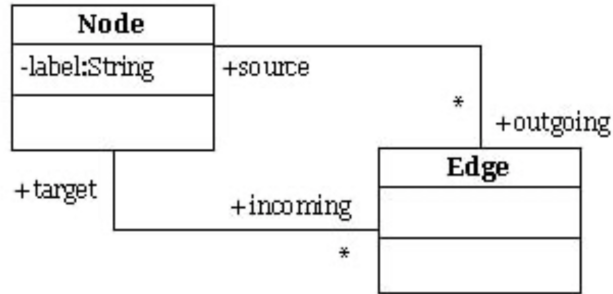 Node
-label:String
+source
*
+outgoing
Edge
+target
+incoming
*